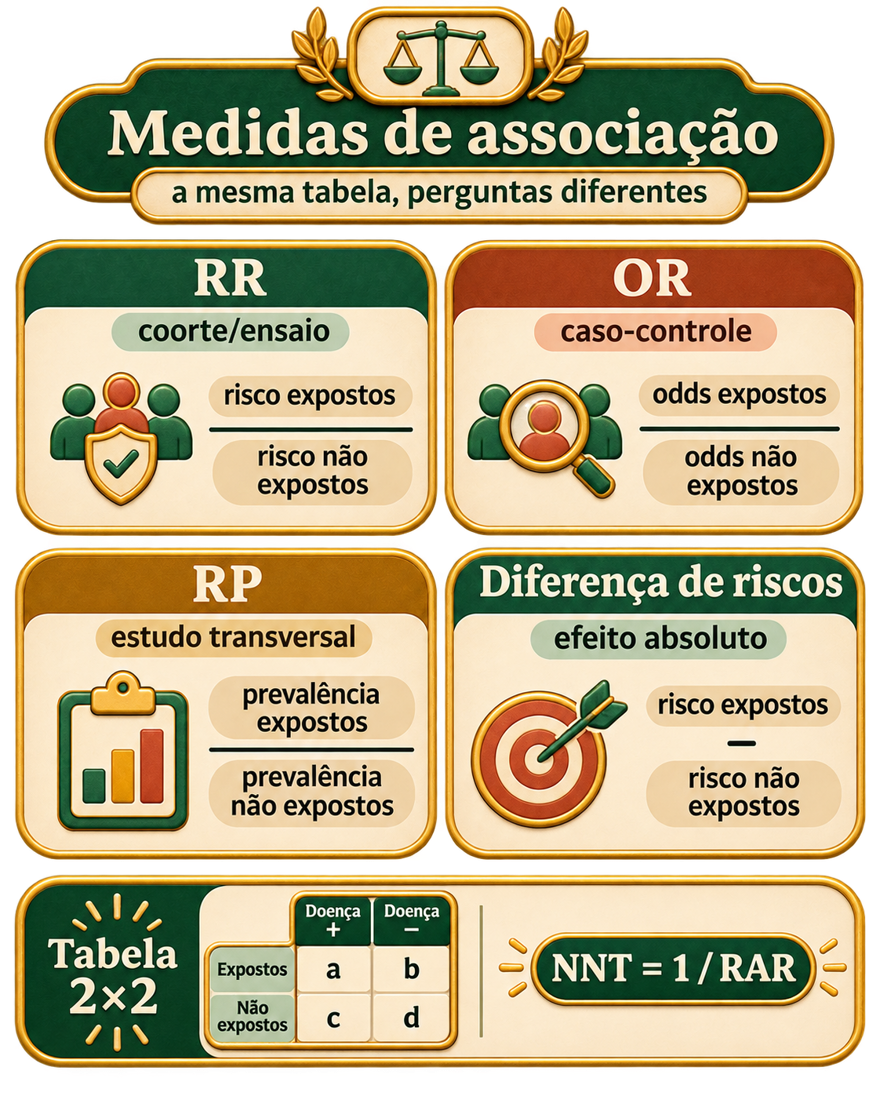 Medidas de associação
a mesma tabela, perguntas diferentes
RR
coorte/ensaio
risco expostos
risco não
expostos
OR
caso-controle
odds expostos
odds não
expostos
RP
estudo transversal
prevalência
expostos
prevalência
não expostos
Diferença de riscos
efeito absoluto
risco expostos
–
risco não
expostos
Tabela
2×2
Doença
+
Doença
–
Expostos
a
b
Não
expostos
c
d
NNT = 1 / RAR